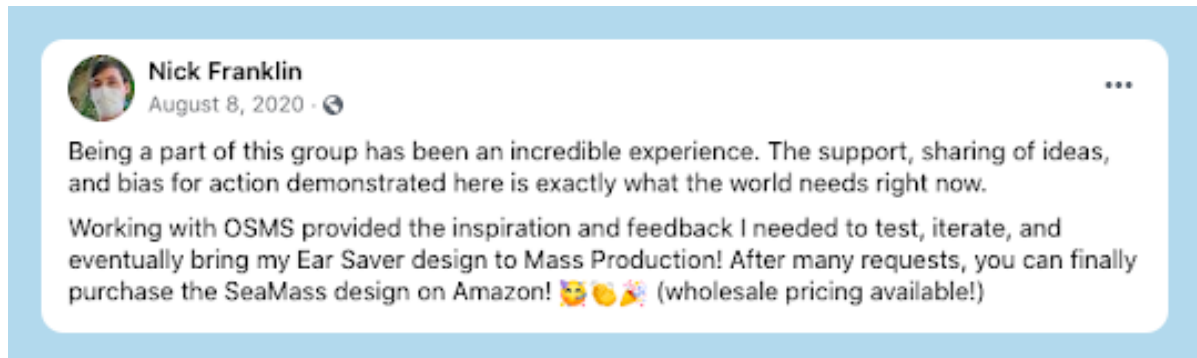 Nick Franklin
August 8, 2020 ·
Being a part of this group has been an incredible experience. The support, sharing of ideas,
and bias for action demonstrated here is exactly what the world needs right now.
Working with OSMS provided the inspiration and feedback I needed to test, iterate, and
eventually bring my Ear Saver design to Mass Production! After many requests, you can finally
purchase the SeaMass design on Amazon! 🥳👏🎉 (wholesale pricing available!)